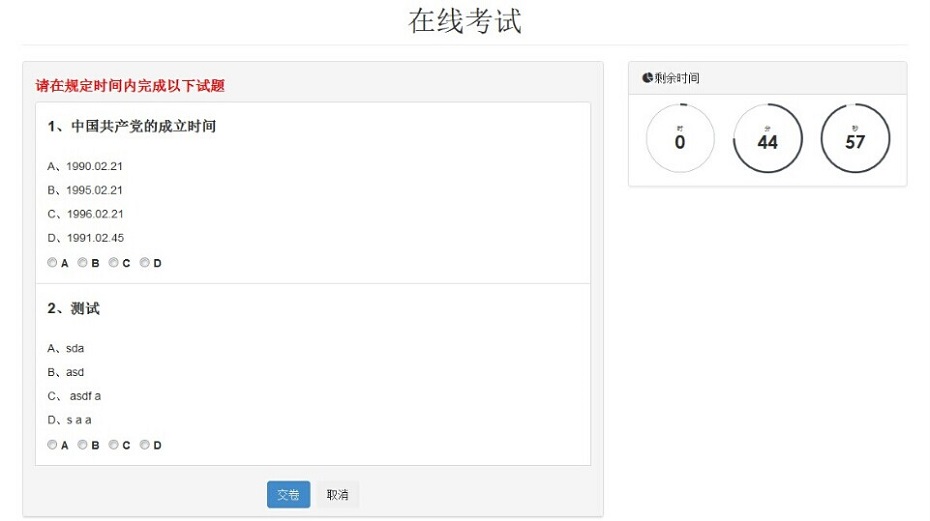 在线考试
请在规定时间内完成以下试题
1、中国共产党的成立时间
A、1990.02.21
B、1995.02.21
C、1996.02.21
D、1991.02.45
A B C D
2、测试
A、sda
B、asd
C、 asdf a
D、s a a
A B C D
交卷 取消
剩余时间
时 分 秒
0 44 57